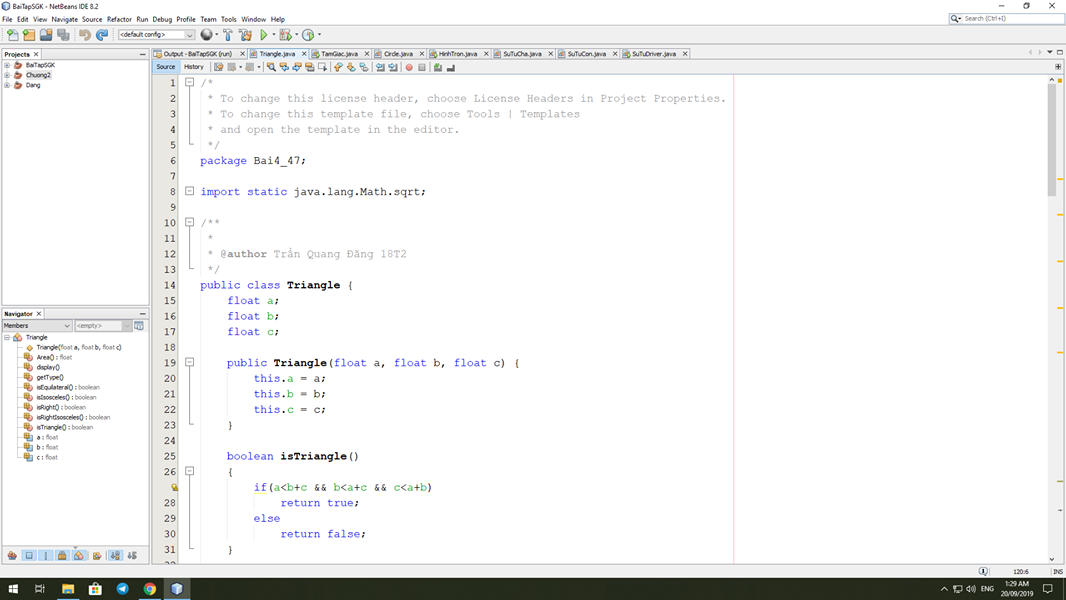 BaiTapSGK - NetBeans IDE 8.2
File Edit View Navigate Source Refactor Run Debug Profile Team Tools Window Help
Search (Ctrl+I)
<default config>
Projects
BaiTapSGK
Chuong2
Dang
Output - BaiTapSGK (run) Triangle.java TamGiac.java Circle.java HinhTron.java SuTuCha.java SuTuCon.java SuTuDriver.java
Source History
1 /*
2 * To change this license header, choose License Headers in Project Properties.
3 * To change this template file, choose Tools | Templates
4 * and open the template in the editor.
5 */
6 package Bai4_47;
7
8 import static java.lang.Math.sqrt;
9
10 /**
11 *
12 * @author Trần Quang Đăng 18T2
13 */
14 public class Triangle {
15 float a;
16 float b;
17 float c;
18
19 public Triangle(float a, float b, float c) {
20 this.a = a;
21 this.b = b;
22 this.c = c;
23 }
24
25 boolean isTriangle()
26 {
if(a<b+c && b<a+c && c<a+b)
28 return true;
29 else
30 return false;
31 }
Navigator
Members <empty>
Triangle
Triangle(float a, float b, float c)
Area() : float
display()
getType()
isEquilateral() : boolean
isIsosceles() : boolean
isRight() : boolean
isRightIsosceles() : boolean
isTriangle() : boolean
a : float
b : float
c : float
120:6 INS
ENG
1:29 AM
20/09/2019